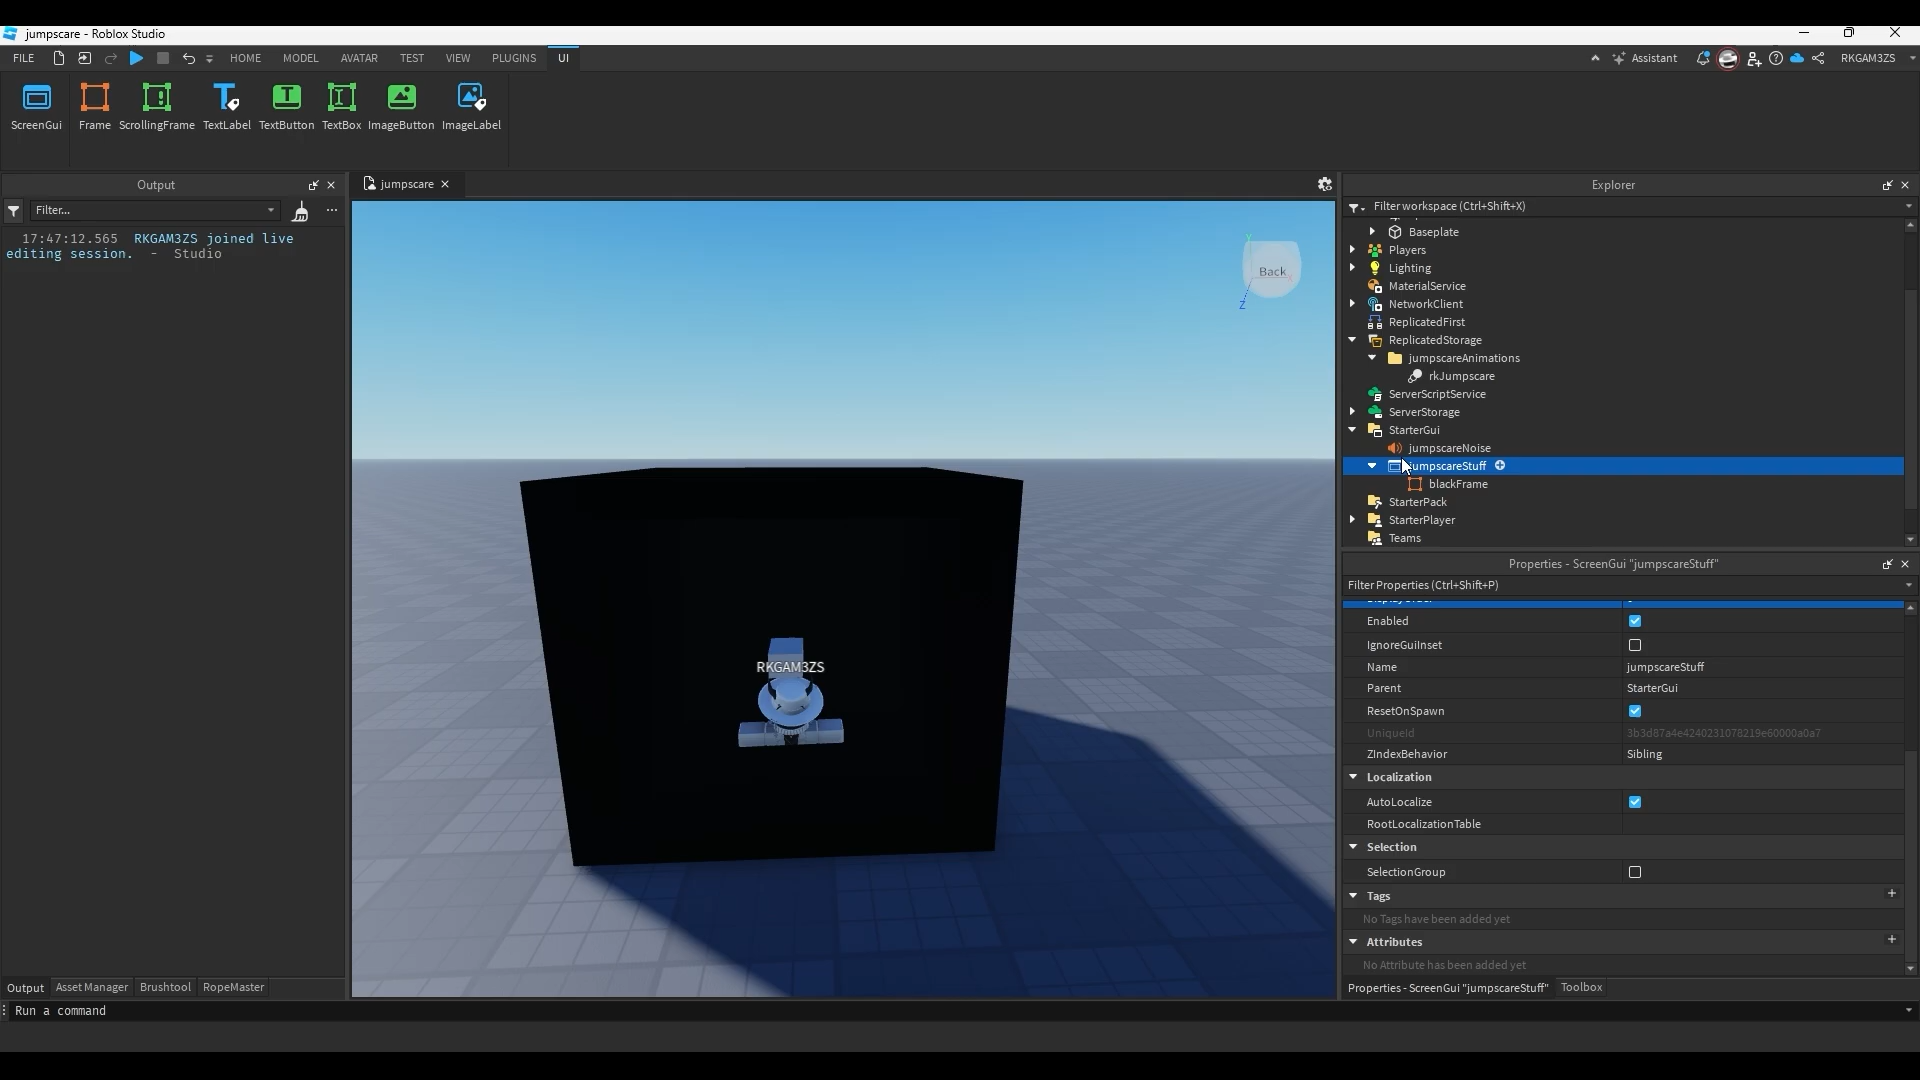 jumpscare - Roblox Studio
FILE HOME MODEL AVATAR TEST VIEW PLUGINS UI Assistant RKGAM3ZS
ScreenGui Frame ScrollingFrame TextLabel TextButton TextBox ImageButton ImageLabel
Output
Filter...
17:47:12.565 RKGAM3ZS joined live
editing session. - Studio
jumpscare
Back
RKGAM3ZS
Explorer
Filter workspace (Ctrl+Shift+X)
Baseplate
Players
Lighting
MaterialService
NetworkClient
ReplicatedFirst
ReplicatedStorage
jumpscareAnimations
rkJumpscare
ServerScriptService
ServerStorage
StarterGui
jumpscareNoise
jumpscareStuff
blackFrame
StarterPack
StarterPlayer
Teams
Properties - ScreenGui "jumpscareStuff"
Filter Properties (Ctrl+Shift+P)
Enabled
IgnoreGuiInset
Name jumpscareStuff
Parent StarterGui
ResetOnSpawn
UniqueId 3b3d87a4e4240231078219e60000a0a7
ZIndexBehavior Sibling
Localization
AutoLocalize
RootLocalizationTable
Selection
SelectionGroup
Tags
No Tags have been added yet
Attributes
No Attribute has been added yet
Output Asset Manager Brushtool RopeMaster
Properties - ScreenGui "jumpscareStuff" Toolbox
Run a command